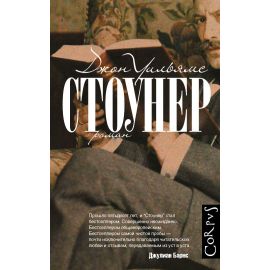 Джон Уильямс
СТОУНЕР
роман
Прошло пятьдесят лет, и "Стоунер" стал
бестселлером. Совершенно неожиданно.
Бестселлером общеевропейским.
Бестселлером самой чистой пробы —
почти исключительно благодаря читательской
любви и отзывам, передаваемым из уст в уста.
Джулиан Барнс
CORPVS